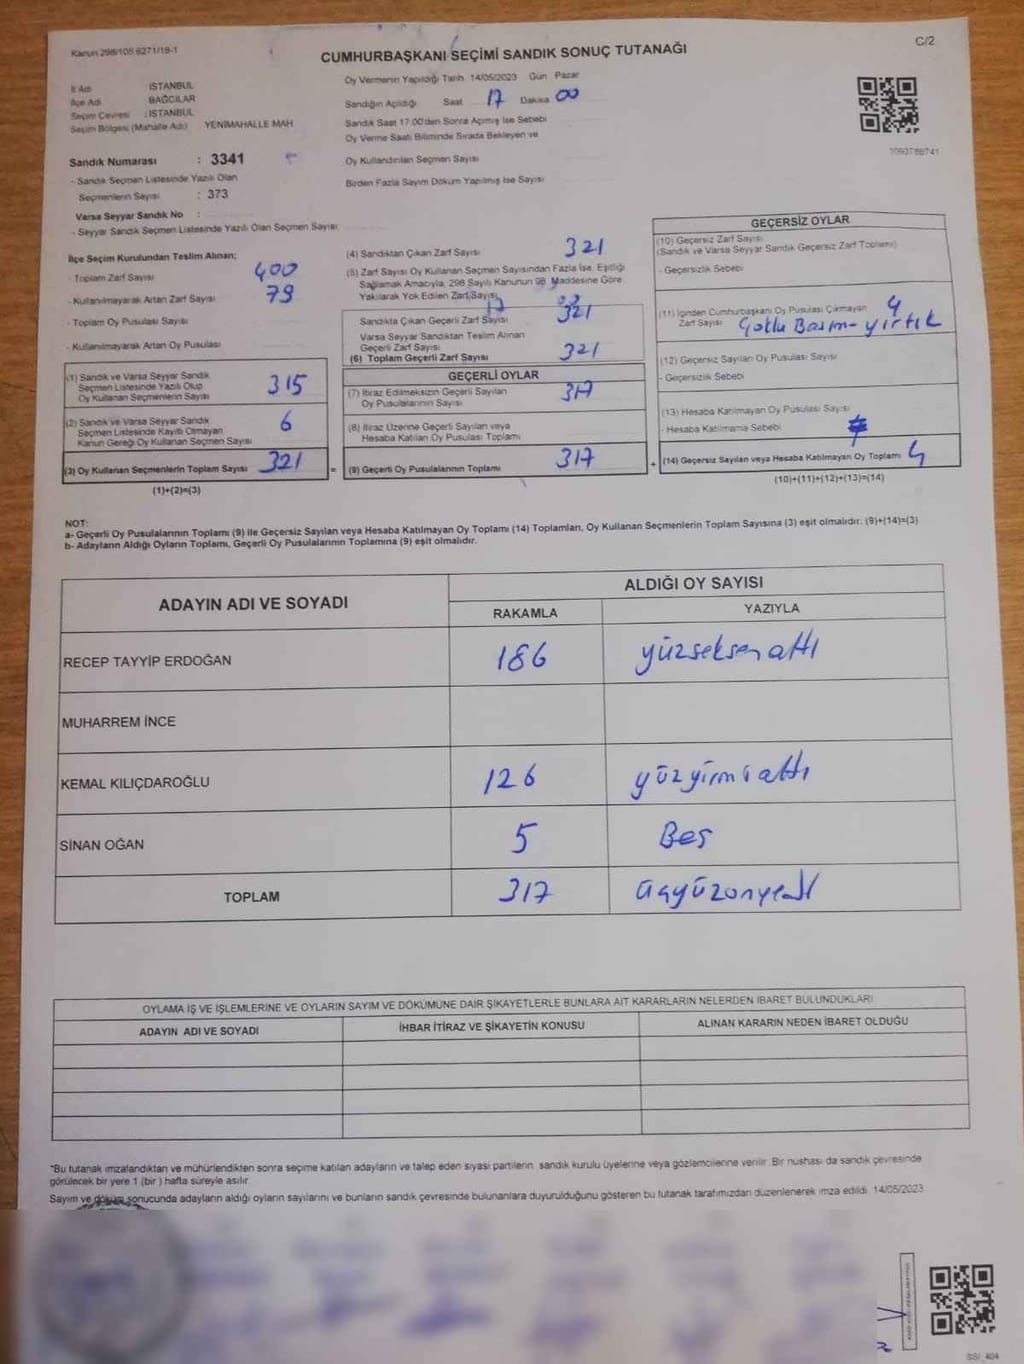 Kanun 298/105 6271/18-1
C/2
CUMHURBAŞKANI SEÇİMİ SANDIK SONUÇ TUTANAĞI
İl Adı İSTANBUL
İlçe Adı BAĞCILAR
Seçim Çevresi : İSTANBUL
Seçim Bölgesi (Mahalle Adı) YENİMAHALLE MAH
Sandık Numarası : 3341
- Sandık Seçmen Listesinde Yazılı Olan
Seçmenlerin Sayısı : 373
Varsa Seyyar Sandık No :
- Seyyar Sandık Seçmen Listesinde Yazılı Olan Seçmen Sayısı:
Oy Vermenin Yapıldığı Tarih 14/05/2023 Gün Pazar
Sandığın Açıldığı Saat 17 Dakika 00
Sandık Saat 17:00'den Sonra Açılmış İse Sebebi
Oy Verme Saati Bitiminde Sırada Bekleyen ve
Oy Kullandırılan Seçmen Sayısı
Birden Fazla Sayım Döküm Yapılmış İse Sayısı
İlçe Seçim Kurulundan Teslim Alınan;
- Toplam Zarf Sayısı 400
- Kullanılmayarak Artan Zarf Sayısı 79
- Toplam Oy Pusulası Sayısı
- Kullanılmayarak Artan Oy Pusulası
(1) Sandık ve Varsa Seyyar Sandık
Seçmen Listesinde Yazılı Olup
Oy Kullanan Seçmenlerin Sayısı 315
(2) Sandık ve Varsa Seyyar Sandık
Seçmen Listesinde Kayıtlı Olmayan
Kanun Gereği Oy Kullanan Seçmen Sayısı 6
(3) Oy Kullanan Seçmenlerin Toplam Sayısı 321
(1)+(2)=(3)
(4) Sandıktan Çıkan Zarf Sayısı 321
(5) Zarf Sayısı Oy Kullanan Seçmen Sayısından Fazla İse, Eşitliği
Sağlamak Amacıyla, 298 Sayılı Kanunun 98. Maddesine Göre
Yakılarak Yok Edilen Zarf Sayısı
Sandıkta Çıkan Geçerli Zarf Sayısı 321
Varsa Seyyar Sandıktan Teslim Alınan
Geçerli Zarf Sayısı
(6) Toplam Geçerli Zarf Sayısı 321
GEÇERLİ OYLAR
(7) İtiraz Edilmeksizin Geçerli Sayılan
Oy Pusulalarının Sayısı 317
(8) İtiraz Üzerine Geçerli Sayılan veya
Hesaba Katılan Oy Pusulası Toplamı
= (9) Geçerli Oy Pusulalarının Toplamı 317
GEÇERSİZ OYLAR
(10) Geçersiz Zarf Sayısı
(Sandık ve Varsa Seyyar Sandık Geçersiz Zarf Toplamı)
- Geçersizlik Sebebi
(11) İçinden Cumhurbaşkanı Oy Pusulası Çıkmayan
Zarf Sayısı 4
Çoklu Basım-yırtık
(12) Geçersiz Sayılan Oy Pusulası Sayısı
- Geçersizlik Sebebi
(13) Hesaba Katılmayan Oy Pusulası Sayısı
- Hesaba Katılmama Sebebi
+ (14) Geçersiz Sayılan veya Hesaba Katılmayan Oy Toplamı 4
(10)+(11)+(12)+(13)=(14)
NOT:
a- Geçerli Oy Pusulalarının Toplamı (9) ile Geçersiz Sayılan veya Hesaba Katılmayan Oy Toplamı (14) Toplamları, Oy Kullanan Seçmenlerin Toplam Sayısına (3) eşit olmalıdır. (9)+(14)=(3)
b- Adayların Aldığı Oyların Toplamı, Geçerli Oy Pusulalarının Toplamına (9) eşit olmalıdır.
ADAYIN ADI VE SOYADI ALDIĞI OY SAYISI
RAKAMLA YAZIYLA
RECEP TAYYİP ERDOĞAN 186 yüzseksenaltı
MUHARREM İNCE
KEMAL KILIÇDAROĞLU 126 yüzyirmialtı
SİNAN OĞAN 5 Beş
TOPLAM 317 üçyüzonyedi
OYLAMA İŞ VE İŞLEMLERİNE VE OYLARIN SAYIM VE DÖKÜMÜNE DAİR ŞİKAYETLERLE BUNLARA AİT KARARLARIN NELERDEN İBARET BULUNDUKLARI
ADAYIN ADI VE SOYADI İHBAR İTİRAZ VE ŞİKAYETİN KONUSU ALINAN KARARIN NEDEN İBARET OLDUĞU
*Bu tutanak imzalandıktan ve mühürlendikten sonra seçime katılan adayların ve talep eden siyasi partilerin sandık kurulu üyelerine veya gözlemcilerine verilir. Bir nüshası da sandık çevresinde
görülecek bir yere 1 (bir) hafta süreyle asılır.
Sayım ve döküm sonucunda adayların aldığı oyların sayılarını ve bunların sandık çevresinde bulunanlara duyurulduğunu gösteren bu tutanak tarafımızdan düzenlenerek imza edildi. 14/05/2023